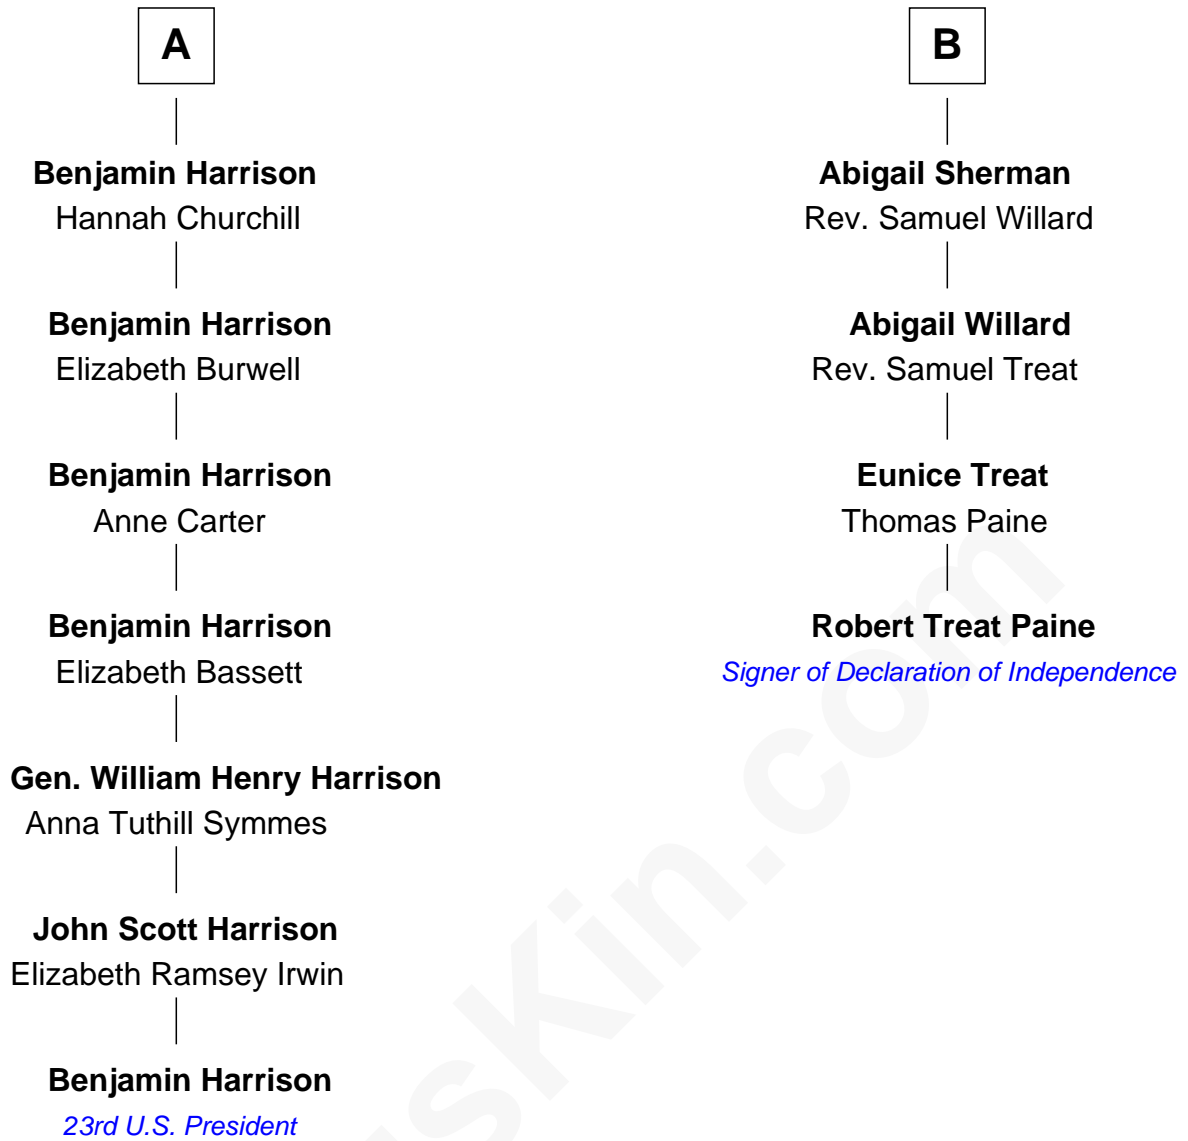 A
Benjamin Harrison
Hannah Churchill
Benjamin Harrison
Elizabeth Burwell
Benjamin Harrison
Anne Carter
Benjamin Harrison
Elizabeth Bassett
Gen. William Henry Harrison
Anna Tuthill Symmes
John Scott Harrison
Elizabeth Ramsey Irwin
Benjamin Harrison
23rd U.S. President
B
Abigail Sherman
Rev. Samuel Willard
Abigail Willard
Rev. Samuel Treat
Eunice Treat
Thomas Paine
Robert Treat Paine
Signer of Declaration of Independence
sKin.com